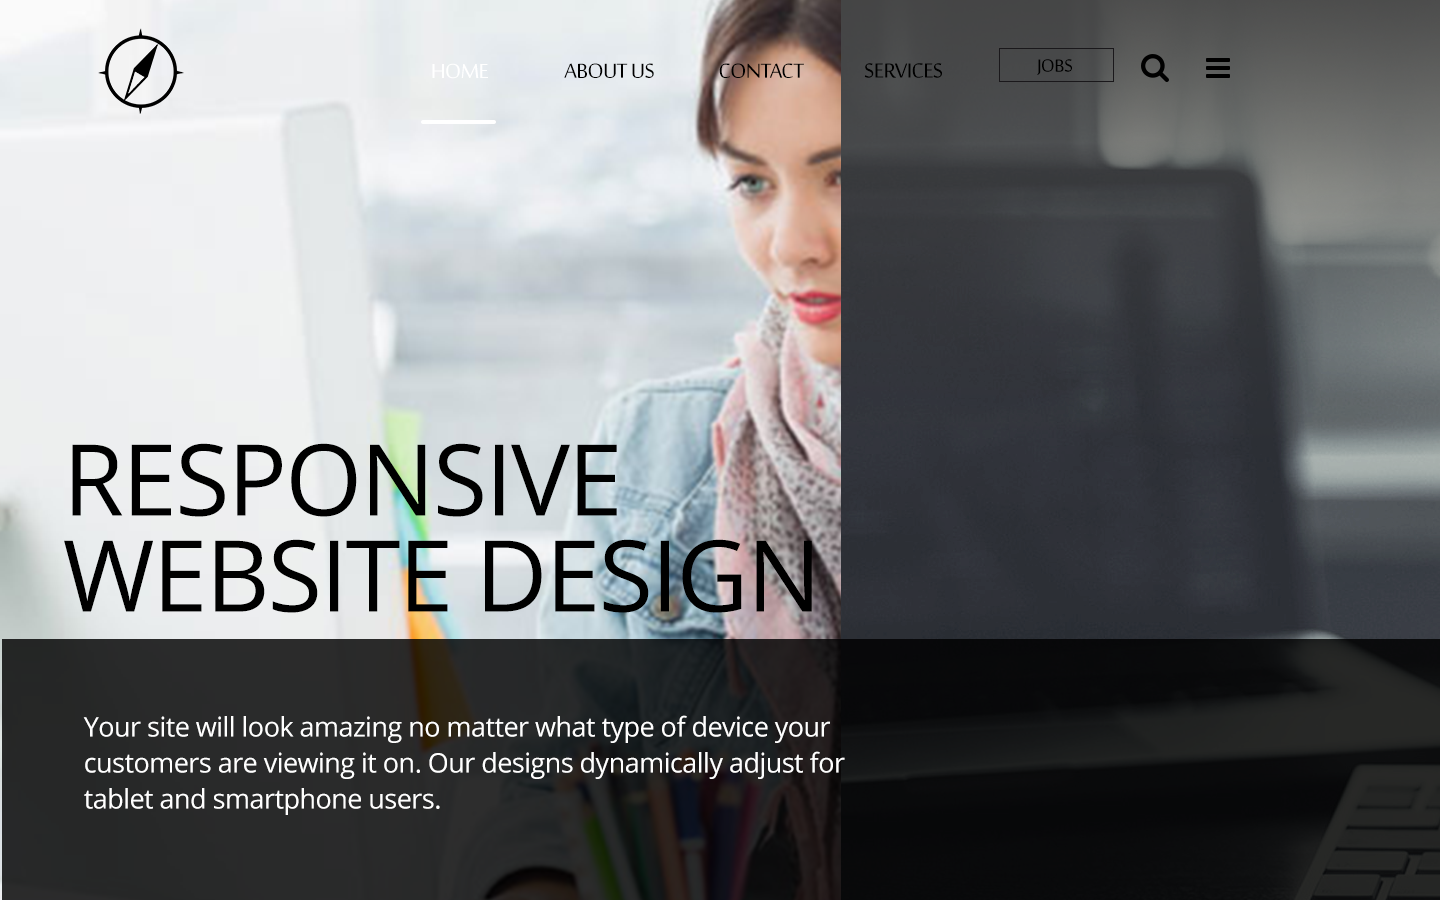 HOME
ABOUT US
CONTACT
SERVICES
JOBS
RESPONSIVE
WEBSITE DESIGN
Your site will look amazing no matter what type of device your
customers are viewing it on. Our designs dynamically adjust for
tablet and smartphone users.